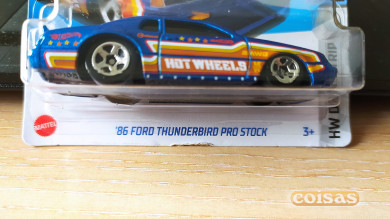 HOT WHEELS
'86 FORD THUNDERBIRD PRO STOCK
3+
MATTEL
HW D
coisas